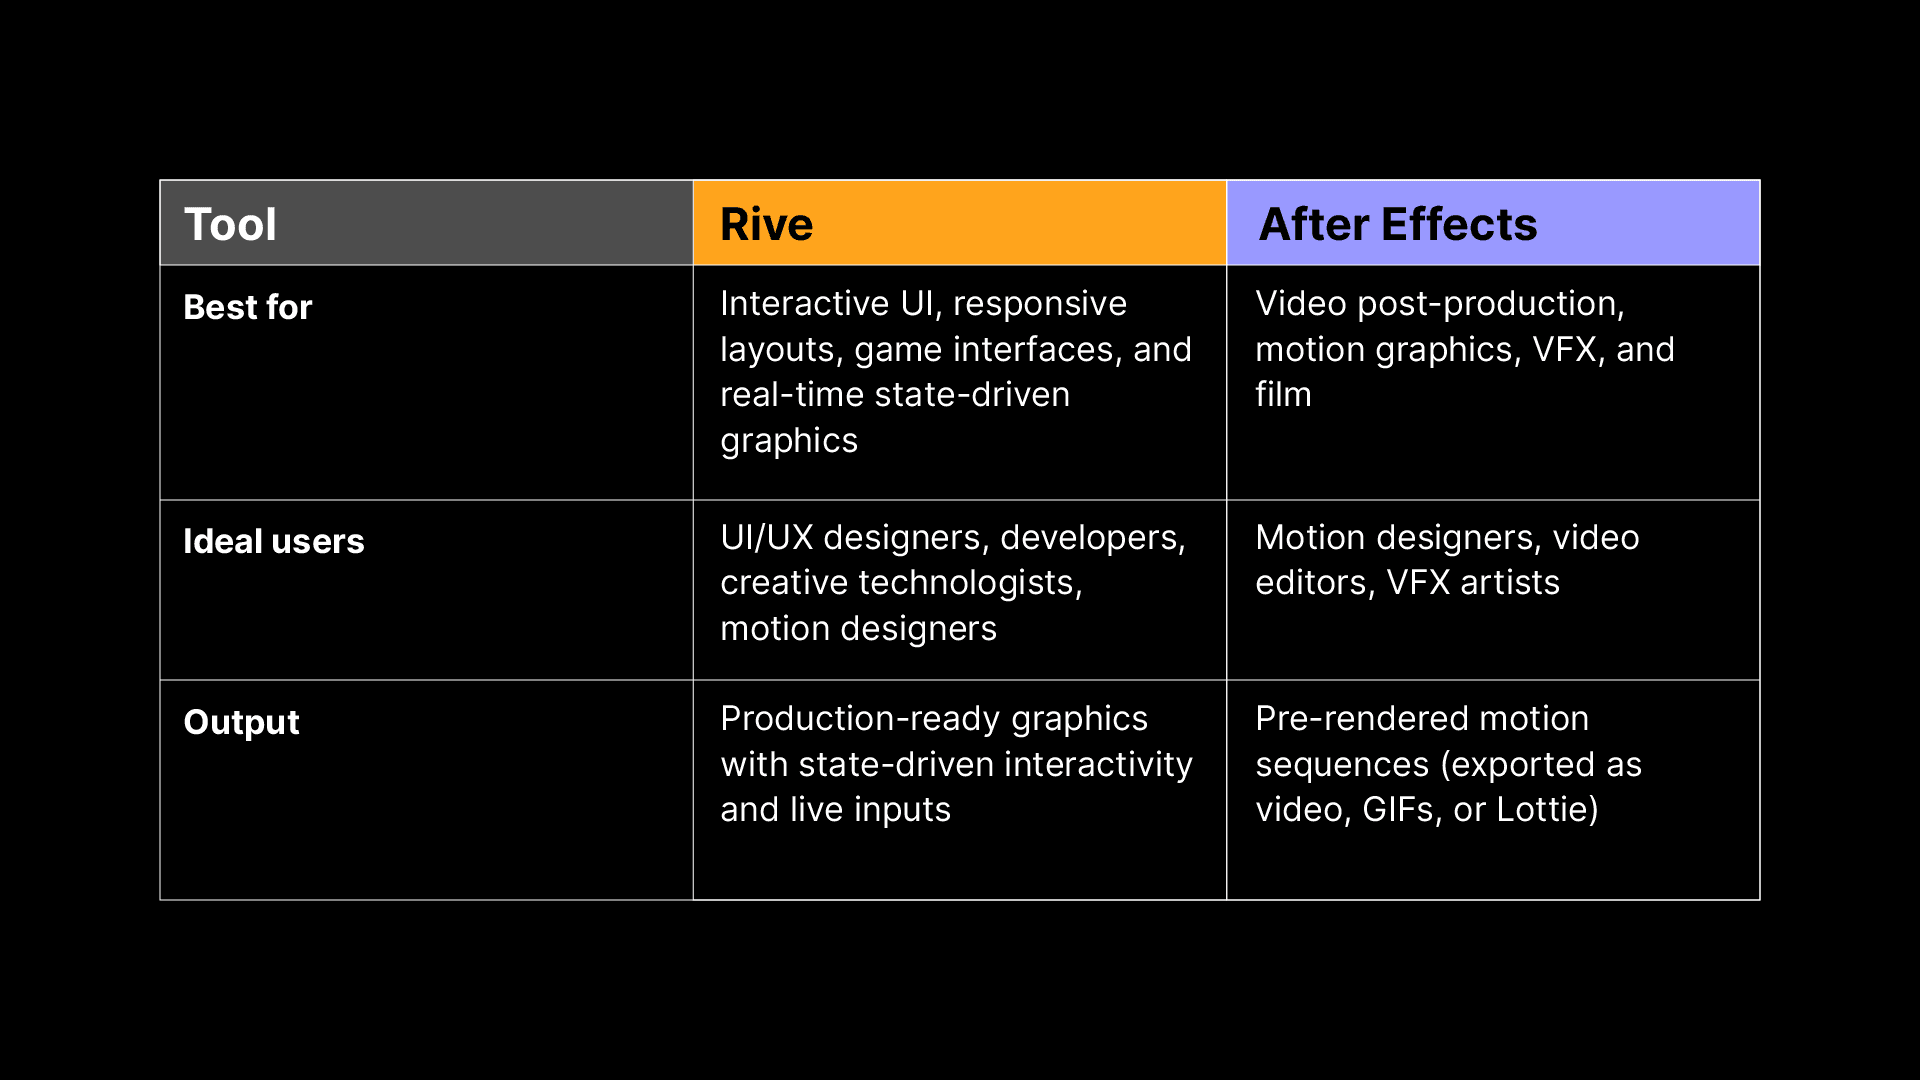 Tool
Rive
After Effects
Best for
Interactive UI, responsive
layouts, game interfaces, and
real-time state-driven
graphics
Video post-production,
motion graphics, VFX, and
film
Ideal users
UI/UX designers, developers,
creative technologists,
motion designers
Motion designers, video
editors, VFX artists
Output
Production-ready graphics
with state-driven interactivity
and live inputs
Pre-rendered motion
sequences (exported as
video, GIFs, or Lottie)